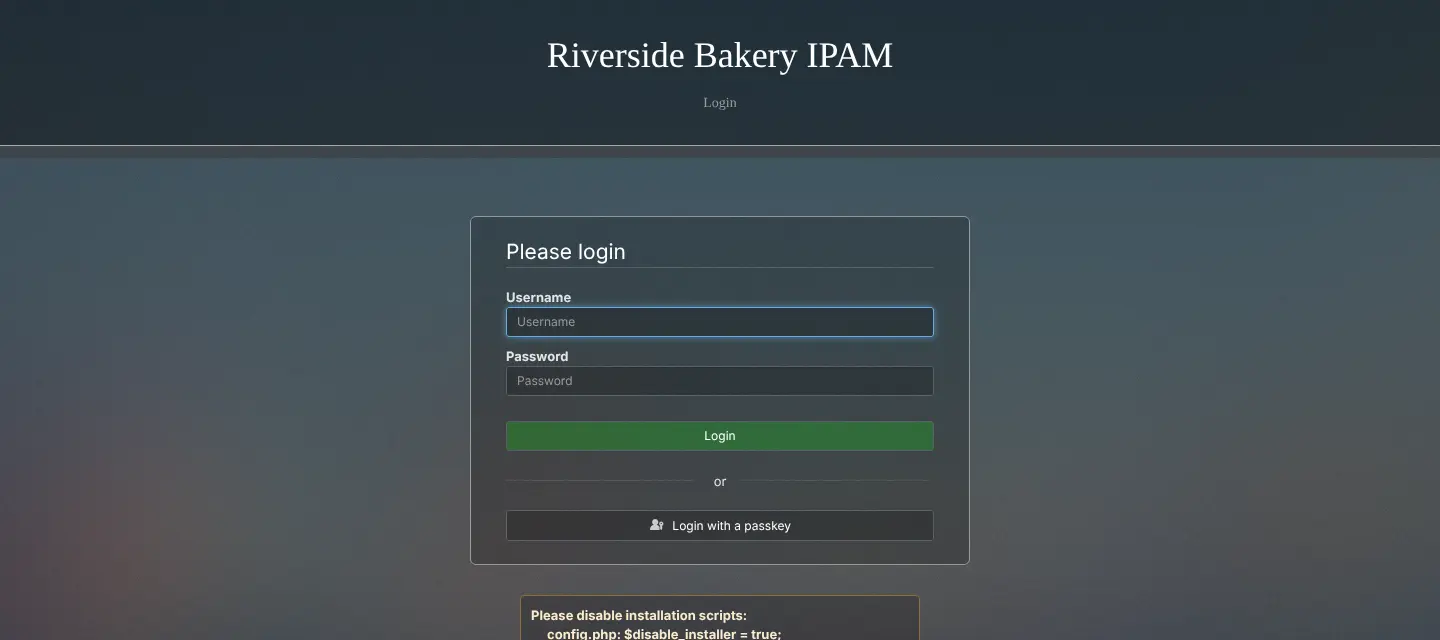 Riverside Bakery IPAM
Login
Please login
Username
Username
Password
Password
Login
or
Login with a passkey
Please disable installation scripts:
config.php: $disable_installer = true;